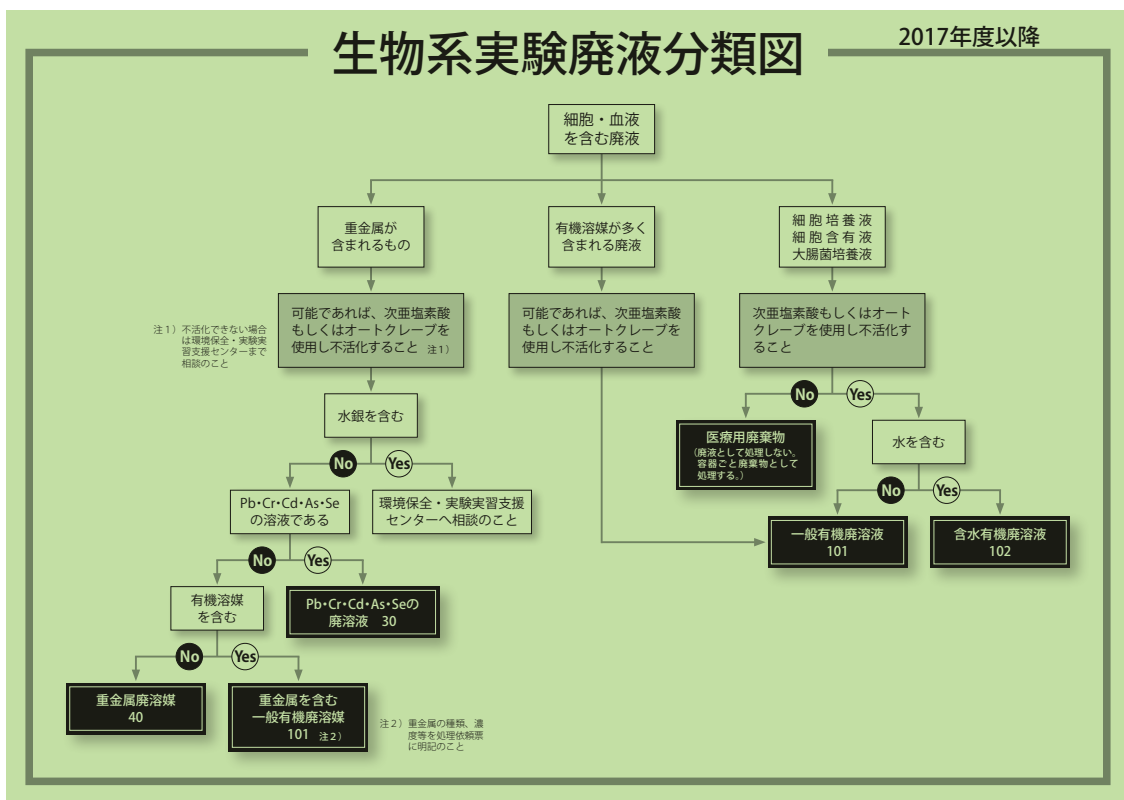 生物系実験廃液分類図
2017年度以降
細胞・血液
を含む廃液
重金属が
含まれるもの
有機溶媒が多く
含まれる廃液
細胞培養液
細胞含有液
大腸菌培養液
注1）不活化できない場合
は環境保全・実験実
習支援センターまで
相談のこと
可能であれば、次亜塩素酸
もしくはオートクレーブを
使用し不活化すること 注1）
可能であれば、次亜塩素酸
もしくはオートクレーブを
使用し不活化すること
次亜塩素酸もしくはオート
クレーブを使用し不活化す
ること
No
Yes
水銀を含む
医療用廃棄物
（廃液として処理しない。
容器ごと廃棄物として
処理する。）
水を含む
No
Yes
No
Yes
Pb・Cr・Cd・As・Se
の溶液である
環境保全・実験実習支援
センターへ相談のこと
一般有機廃溶液
101
含水有機廃溶液
102
No
Yes
有機溶媒
を含む
Pb・Cr・Cd・As・Seの
廃溶液 30
No
Yes
重金属廃溶媒
40
重金属を含む
一般有機廃溶媒
101 注2）
注2）重金属の種類、濃
度等を処理依頼票
に明記のこと